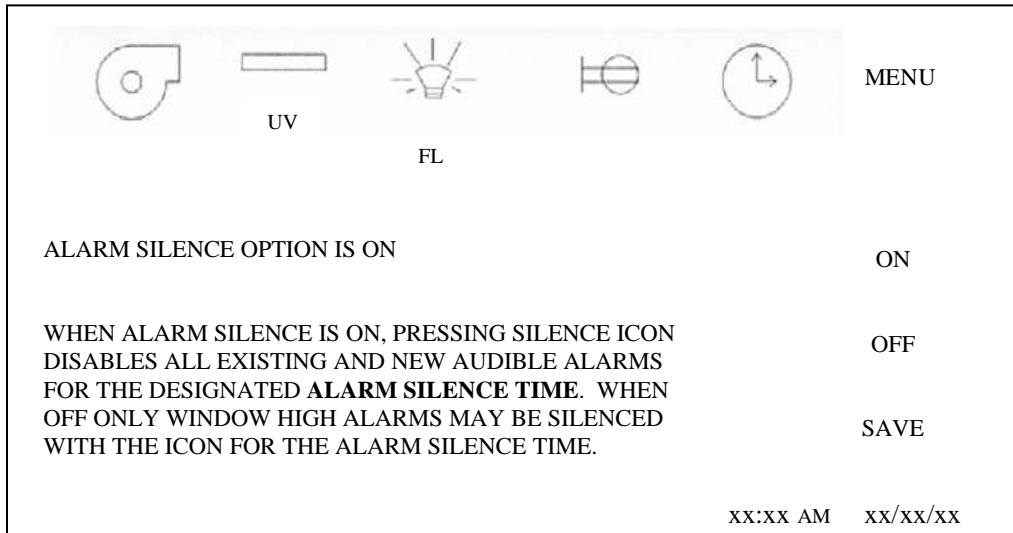 MENU
UV
FL
ALARM SILENCE OPTION IS ON
ON
WHEN ALARM SILENCE IS ON, PRESSING SILENCE ICON
DISABLES ALL EXISTING AND NEW AUDIBLE ALARMS
FOR THE DESIGNATED ALARM SILENCE TIME. WHEN
OFF ONLY WINDOW HIGH ALARMS MAY BE SILENCED
WITH THE ICON FOR THE ALARM SILENCE TIME.
OFF
SAVE
xx:xx AM xx/xx/xx